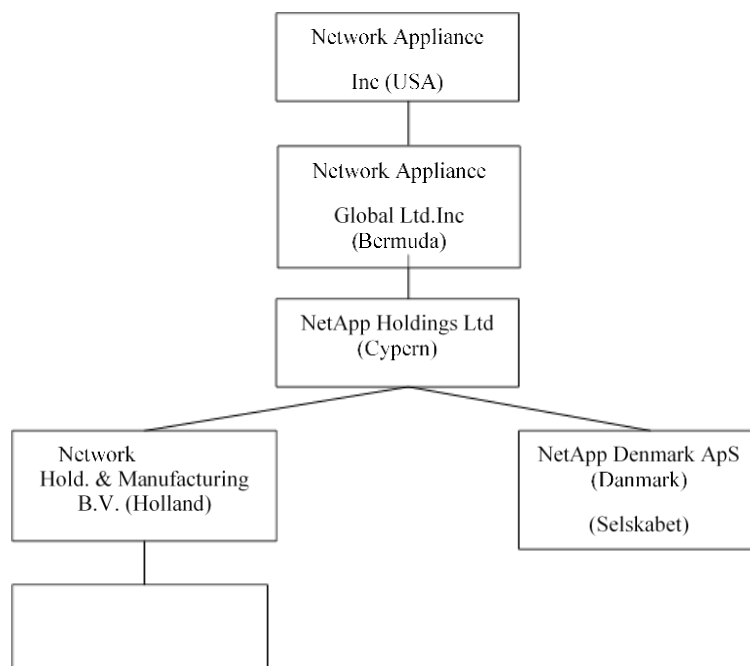 Network Appliance
Inc (USA)
Network Appliance
Global Ltd.Inc
(Bermuda)
NetApp Holdings Ltd
(Cypern)
Network
Hold. & Manufacturing
B.V. (Holland)
NetApp Denmark ApS
(Danmark)
(Selskabet)